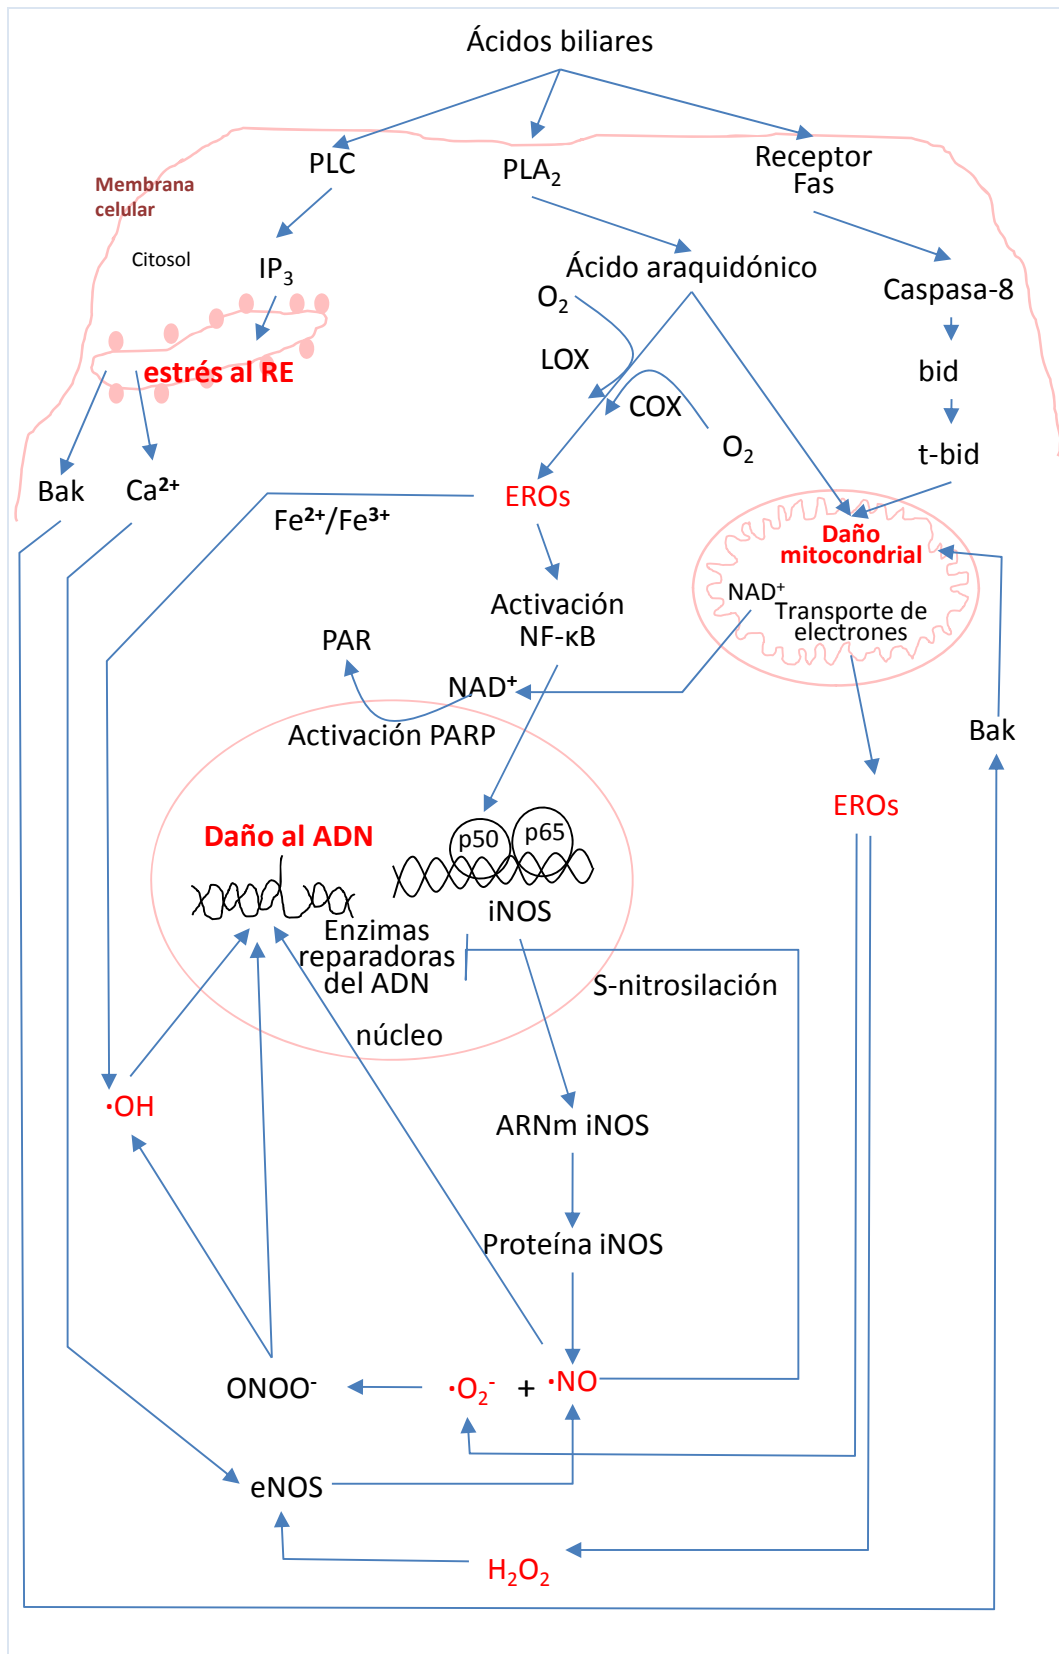 Ácidos biliares
PLC
PLA₂
Receptor
Fas
Membrana
celular
Citosol
IP₃
Ácido araquidónico
O₂
Caspasa-8
LOX
estrés al RE
bid
COX
O₂
t-bid
Bak
Ca²⁺
EROs
Fe²⁺/Fe³⁺
Daño
mitocondrial
NAD⁺
Transporte de
electrones
Activación
NF-κB
PAR
NAD⁺
Activación PARP
Bak
EROs
Daño al ADN
p50
p65
iNOS
Enzimas
reparadoras
del ADN
S-nitrosilación
núcleo
·OH
ARNm iNOS
Proteína iNOS
ONOO⁻
·O₂⁻ + ·NO
eNOS
H₂O₂